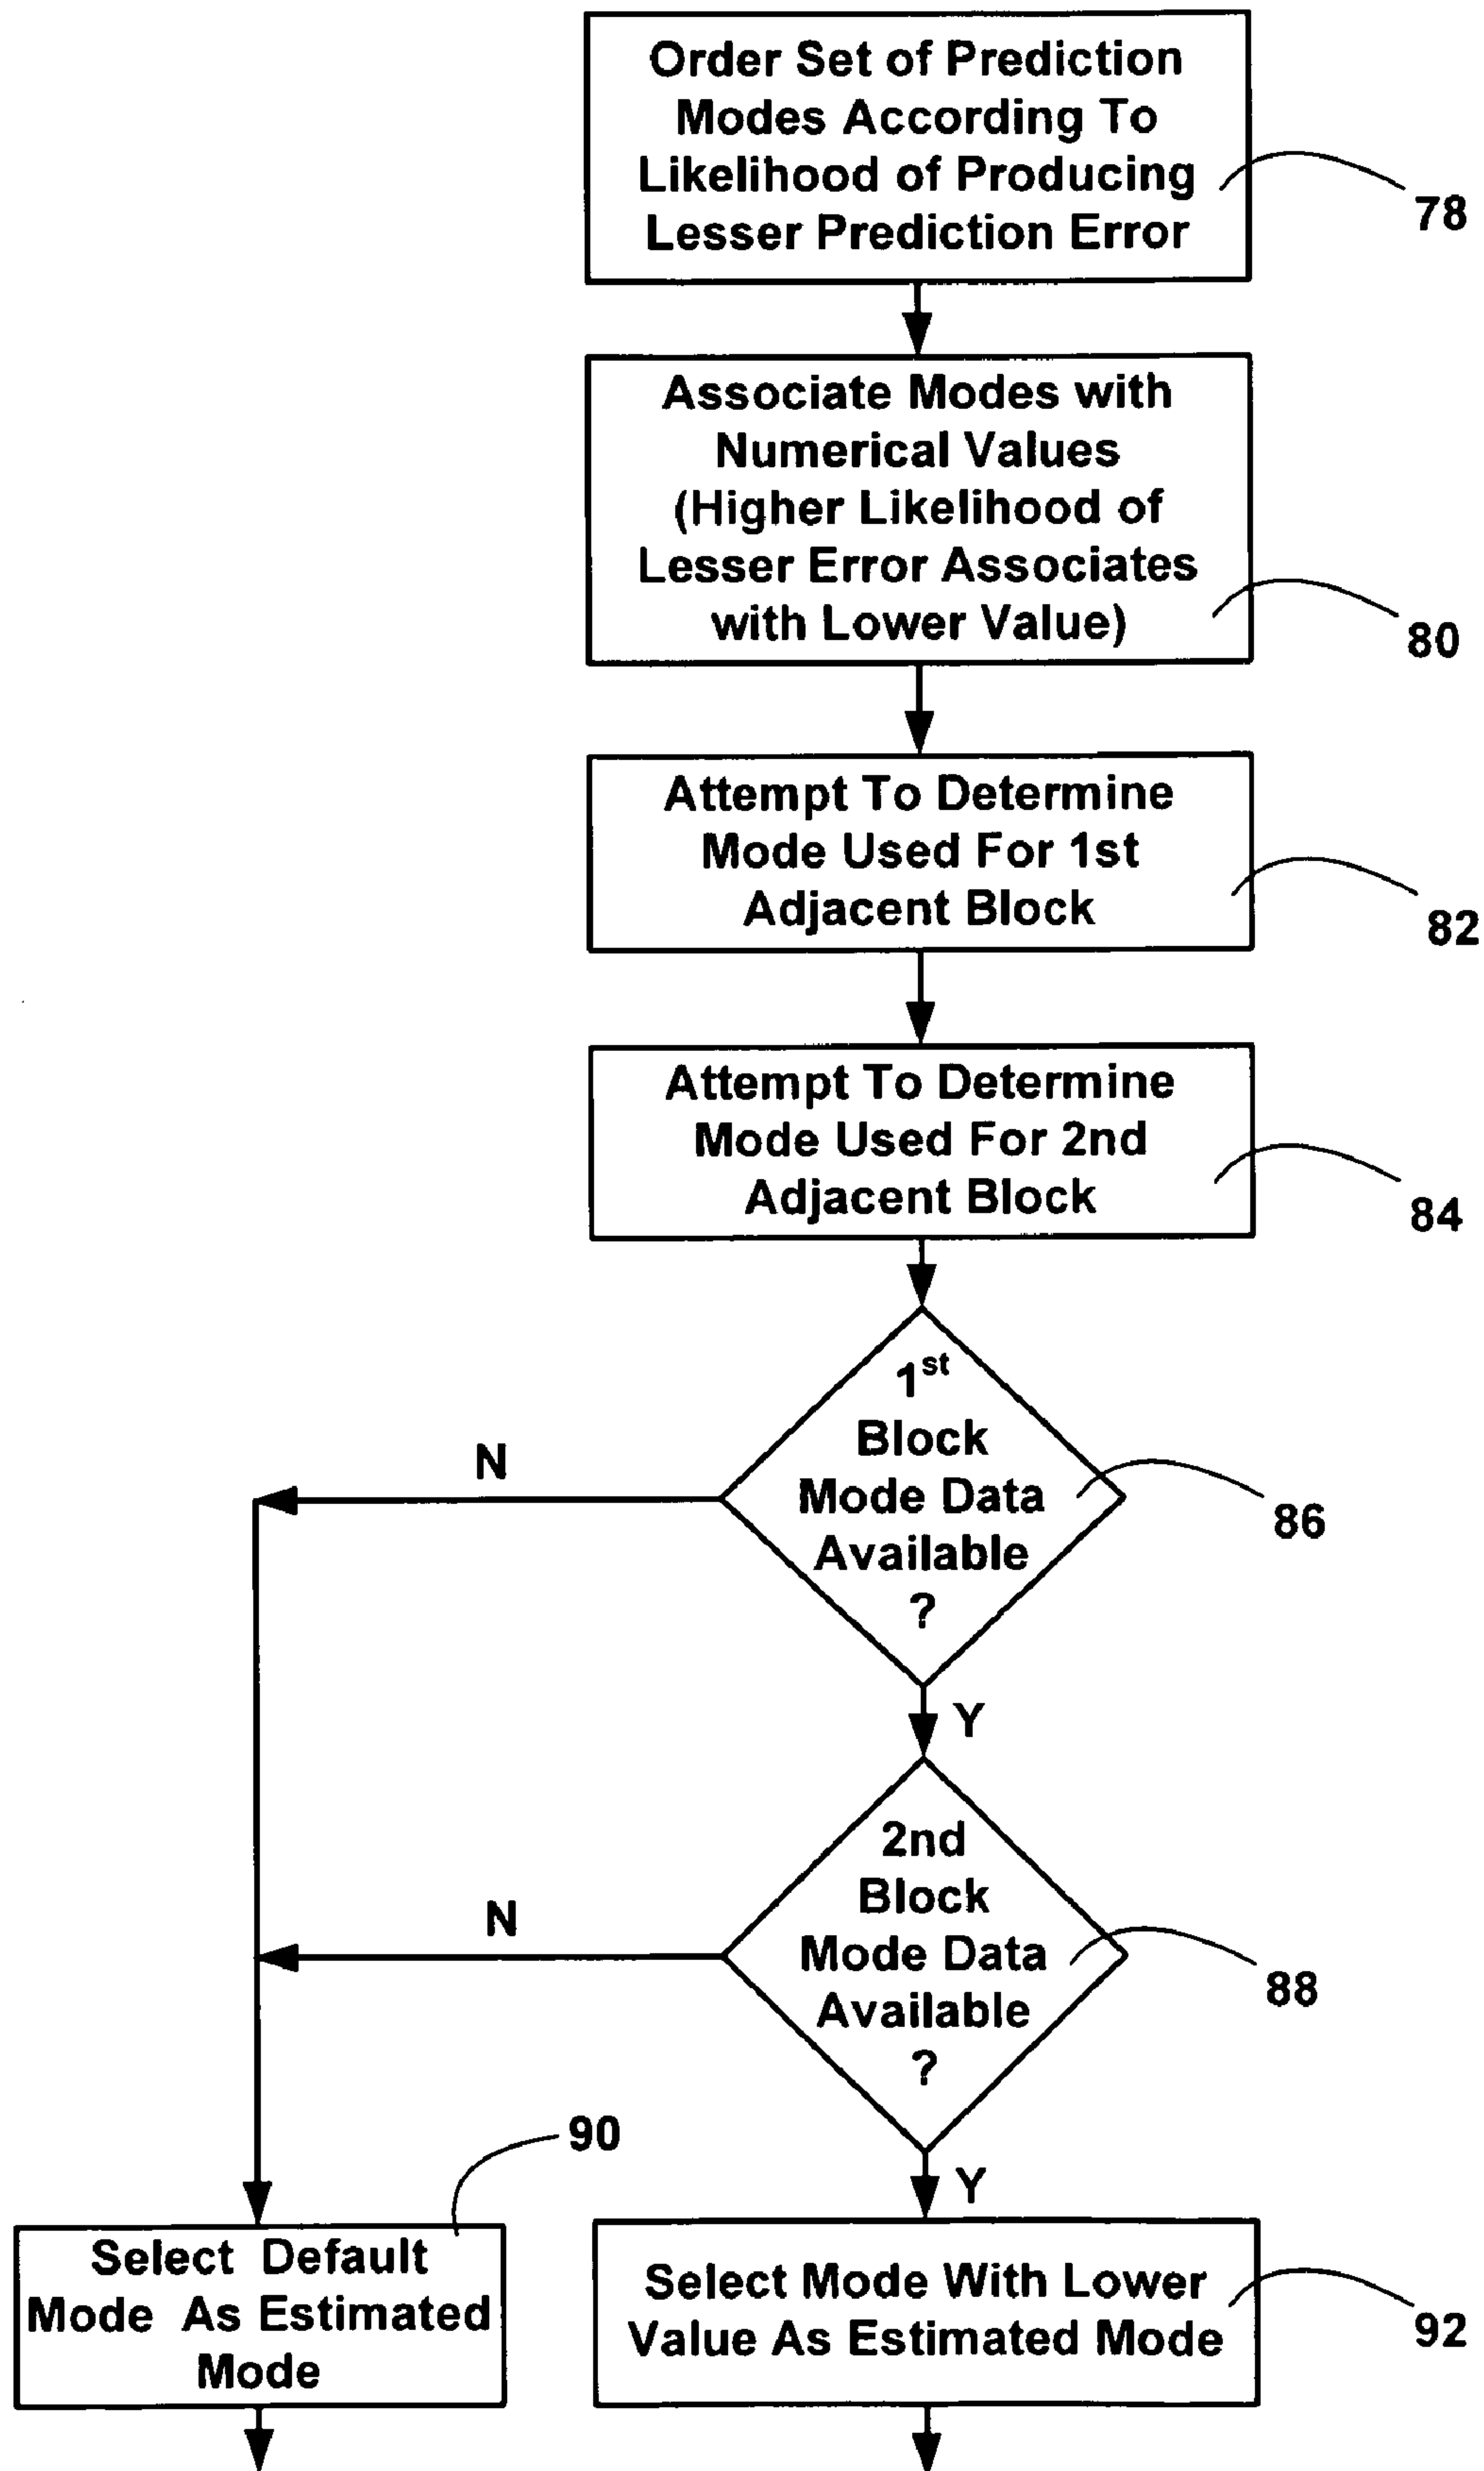 Order Set of Prediction
Modes According To
Likelihood of Producing
Lesser Prediction Error
78
Associate Modes with
Numerical Values
(Higher Likelihood of
Lesser Error Associates
with Lower Value)
80
Attempt To Determine
Mode Used For 1st
Adjacent Block
82
Attempt To Determine
Mode Used For 2nd
Adjacent Block
84
1st
Block
Mode Data
Available
?
86
N
Y
2nd
Block
Mode Data
Available
?
88
N
Y
90
Select Default
Mode As Estimated
Mode
Select Mode With Lower
Value As Estimated Mode
92